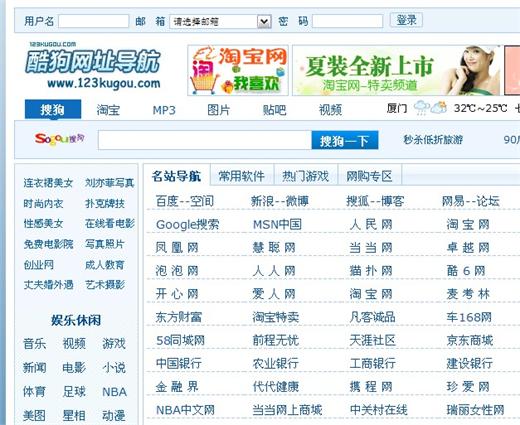 用户名 邮 箱 请选择邮箱 密 码 登录
123KUGOU.COM
酷狗网址导航
www.123kugou.com
淘宝网
我喜欢
夏装全新上市
淘宝网-特卖频道
搜狗 淘宝 MP3 图片 贴吧 视频 厦门 32℃~25℃
Sogou搜狗 搜狗一下 秒杀低折旅游 90
名站导航 常用软件 热门游戏 网购专区
连衣裙美女 刘亦菲写真
时尚内衣 扑克牌技
性感美女 在线看电影
免费电影院 写真照片
创业网 成人教育
丈夫婚外遇 艺术摄影
娱乐休闲
音乐 视频 游戏
新闻 电影 小说
体育 足球 NBA
美图 星相 动漫
百度--空间 新浪--微博 搜狐--博客 网易--论坛
Google搜索 MSN中国 人 民 网 淘 宝 网
凤 凰 网 慧 聪 网 当 当 网 卓 越 网
泡 泡 网 人 人 网 猫 扑 网 酷 6 网
开 心 网 爱 人 网 淘 宝 网 麦 考 林
东方财富 淘宝特卖 凡客诚品 车168网
58同城网 前程无忧 天涯社区 京东商城
中国银行 农业银行 工商银行 建设银行
金 融 界 代代健康 携 程 网 珍 爱 网
NBA中文网 当当网上商城 中关村在线 瑞丽女性网